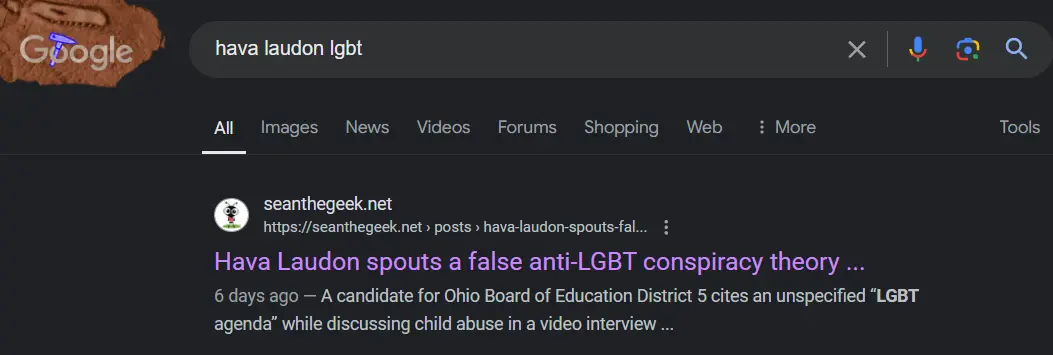 Google
hava laudon lgbt
All Images News Videos Forums Shopping Web More Tools
seanthegeek.net
https://seanthegeek.net › posts › hava-laudon-spouts-fal...
Hava Laudon spouts a false anti-LGBT conspiracy theory ...
6 days ago — A candidate for Ohio Board of Education District 5 cites an unspecified “LGBT
agenda” while discussing child abuse in a video interview ...